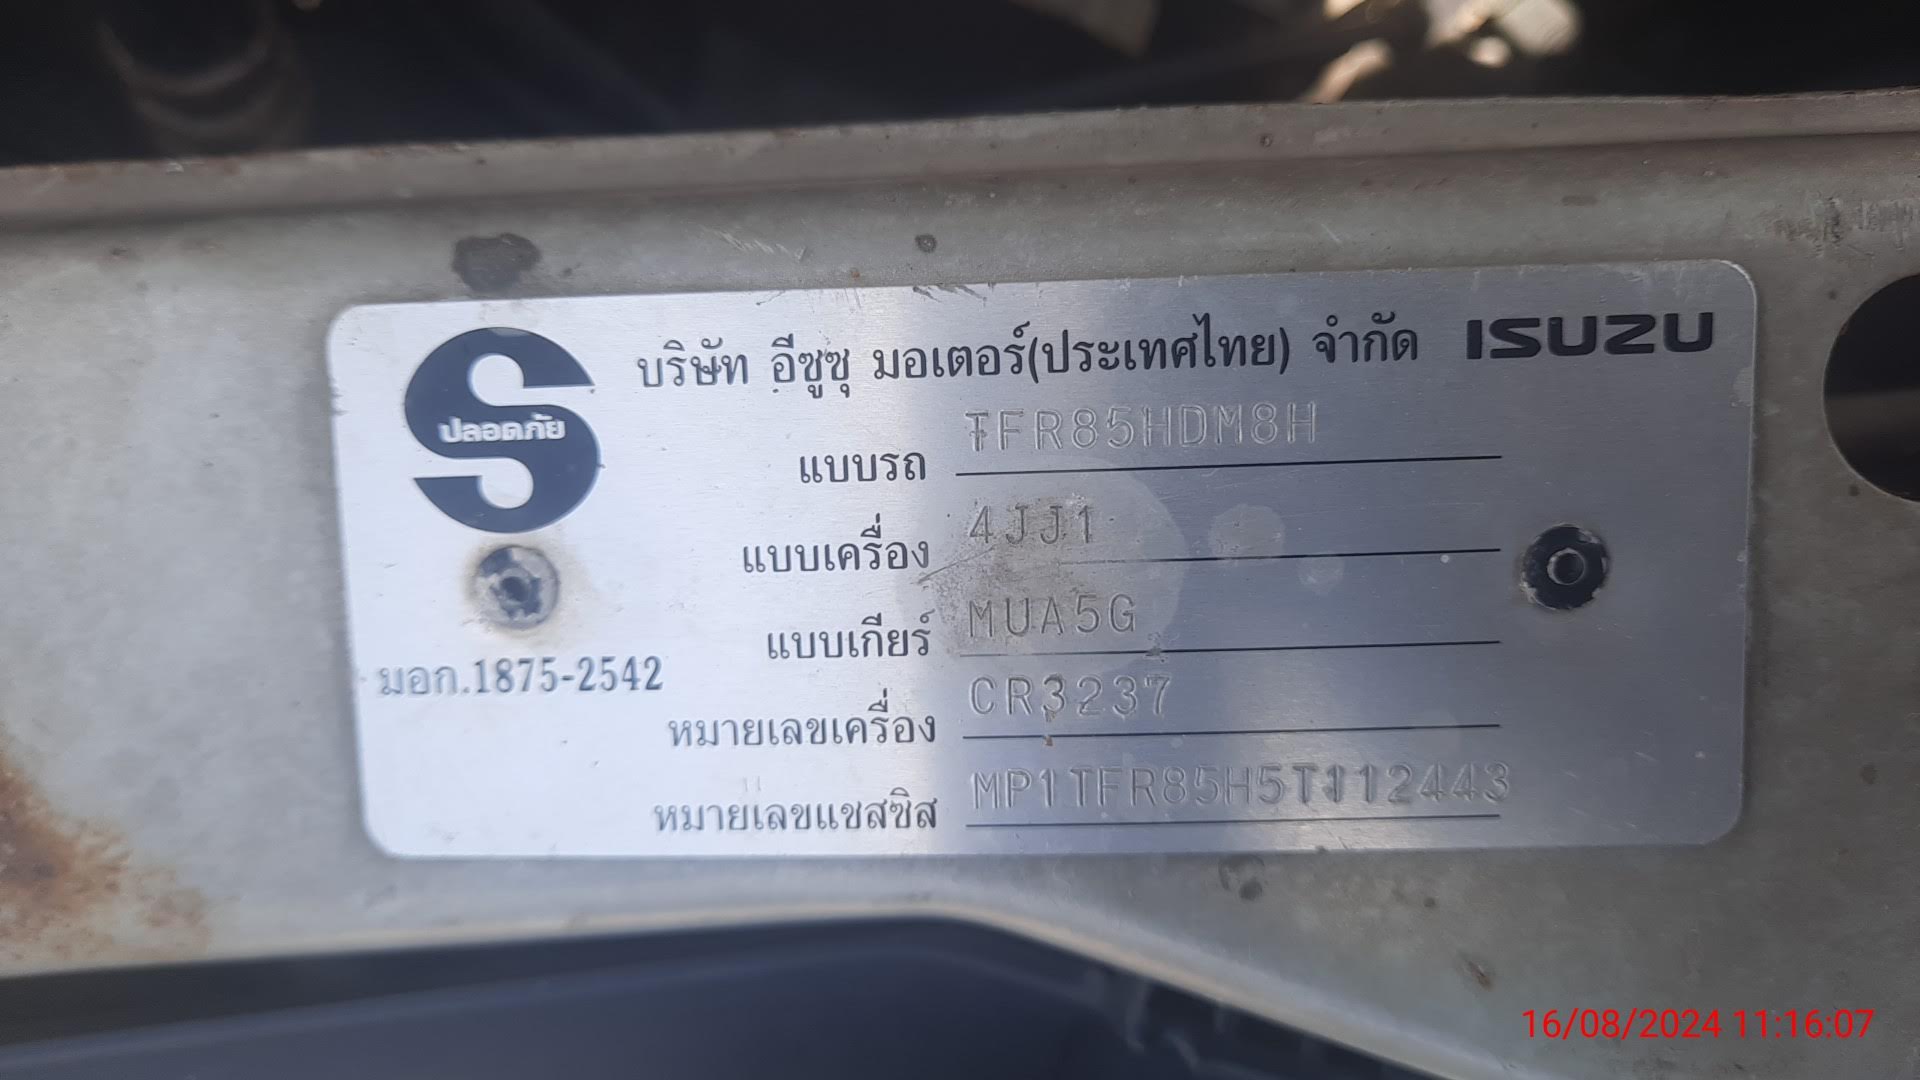 บริษัท อีซูซุ มอเตอร์(ประเทศไทย) จำกัด ISUZU
ปลอดภัย
แบบรถ TFR85HDM8H
แบบเครื่อง 4JJ1
แบบเกียร์ MUA5G
มอก.1875-2542
หมายเลขเครื่อง CR3237
หมายเลขแชสซิส MP1TFR85H5T112443
16/08/2024 11:16:07